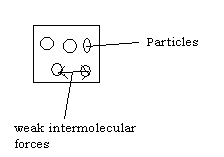 Particles
weak intermolecular
forces